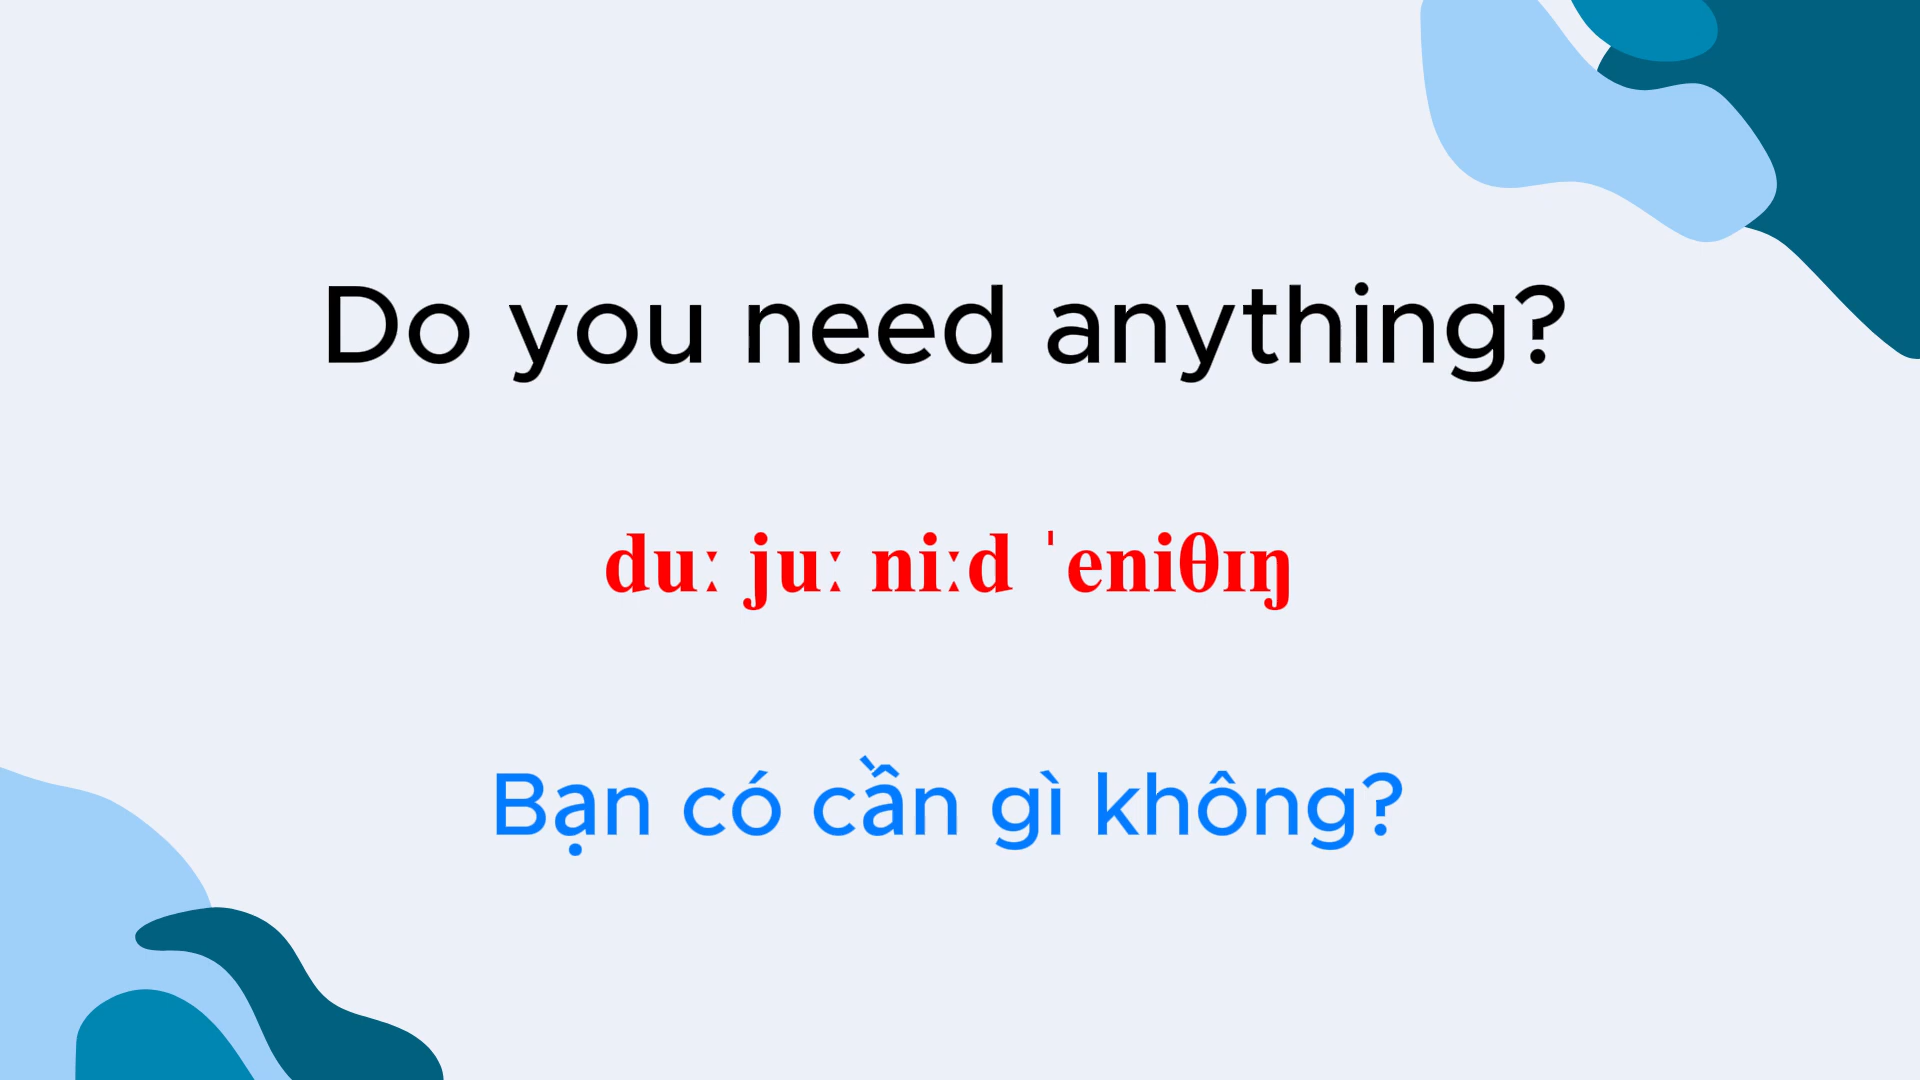 Do you need anything?
duː juː niːd ˈeniθɪŋ
Bạn có cần gì không?